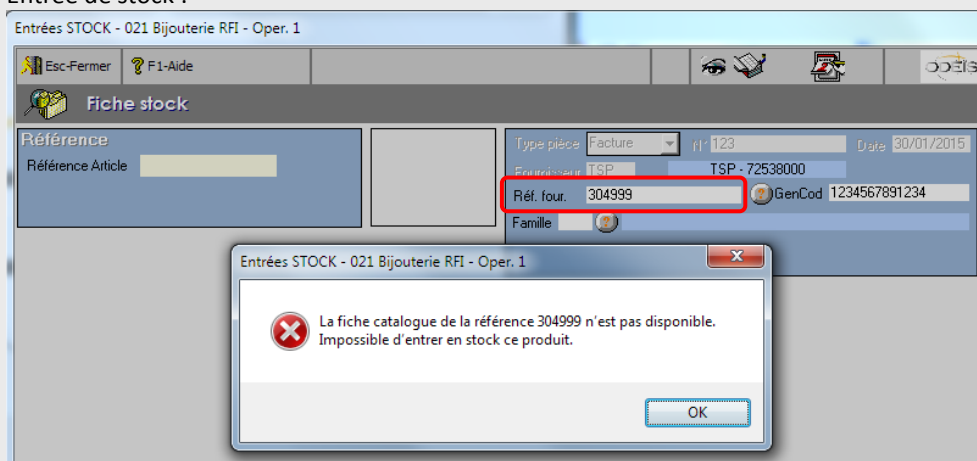 Entrée de stock :
Entrées STOCK - 021 Bijouterie RFI - Oper. 1
Esc-Fermer ? F1-Aide
Fiche stock
Référence
Référence Article
Type pièce Facture N° 123 Date 30/01/2015
Fournisseur TSP TSP - 72538000
Réf. four. 304999 GenCod 1234567891234
Famille
Entrées STOCK - 021 Bijouterie RFI - Oper. 1
La fiche catalogue de la référence 304999 n'est pas disponible.
Impossible d'entrer en stock ce produit.
OK